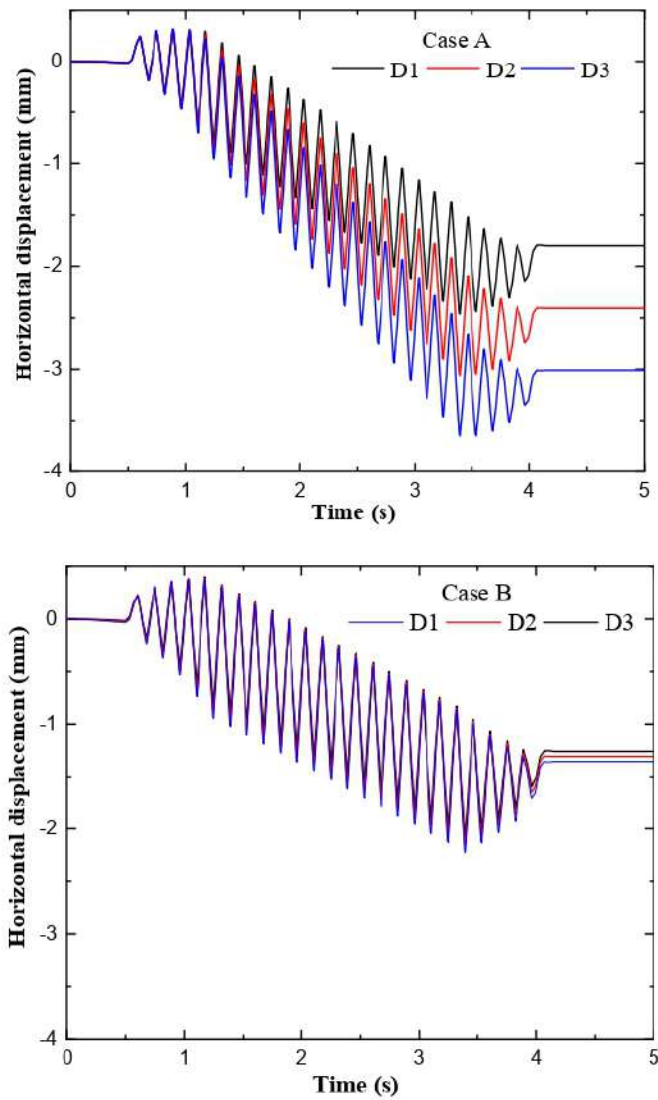 Case A
D1 D2 D3
0
-1
-2
-3
-4
Horizontal displacement (mm)
0 1 2 3 4 5
Time (s)
Case B
D1 D2 D3
0
-1
-2
-3
-4
Horizontal displacement (mm)
0 1 2 3 4 5
Time (s)